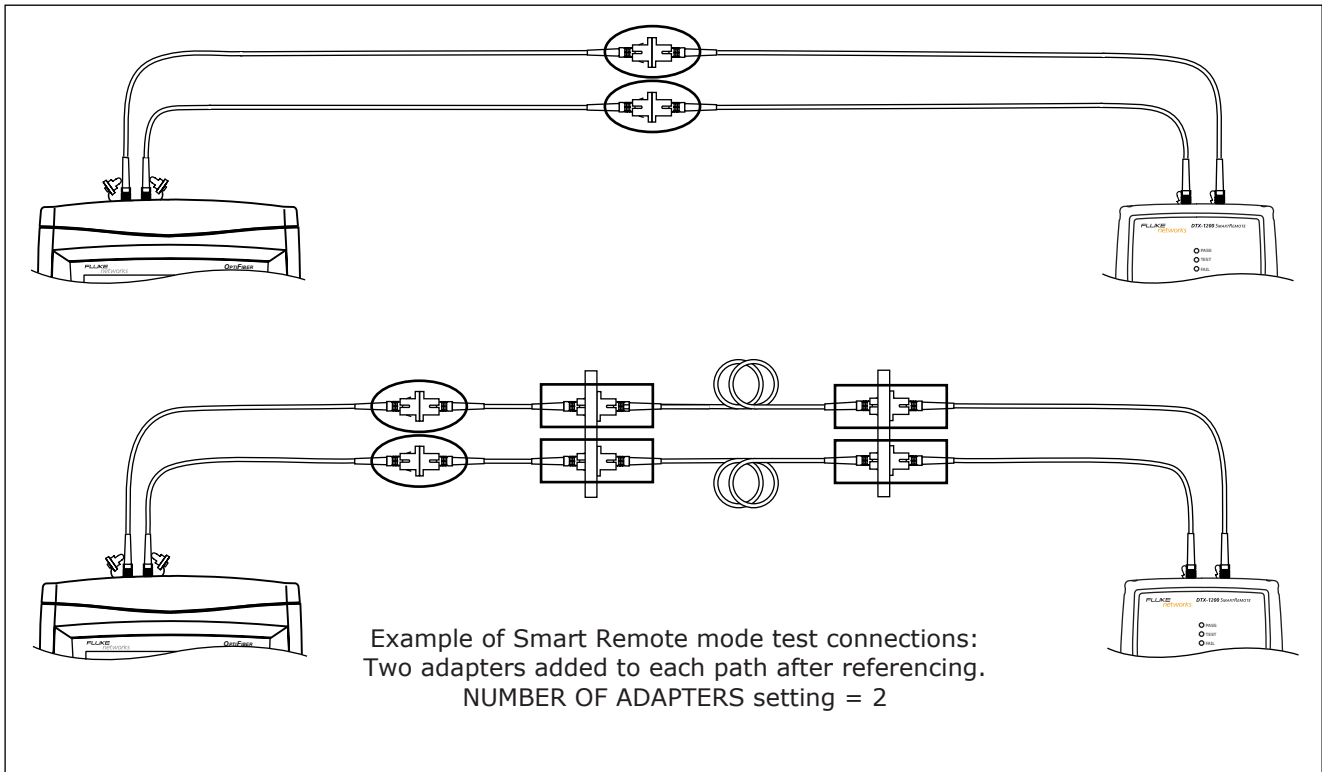 FLUKE
networks
OPTIFIBER
FLUKE
networks
DTX-1200 SMARTREMOTE
PASS
TEST
FAIL
FLUKE
networks
OPTIFIBER
FLUKE
networks
DTX-1200 SMARTREMOTE
PASS
TEST
FAIL
Example of Smart Remote mode test connections:
Two adapters added to each path after referencing.
NUMBER OF ADAPTERS setting = 2